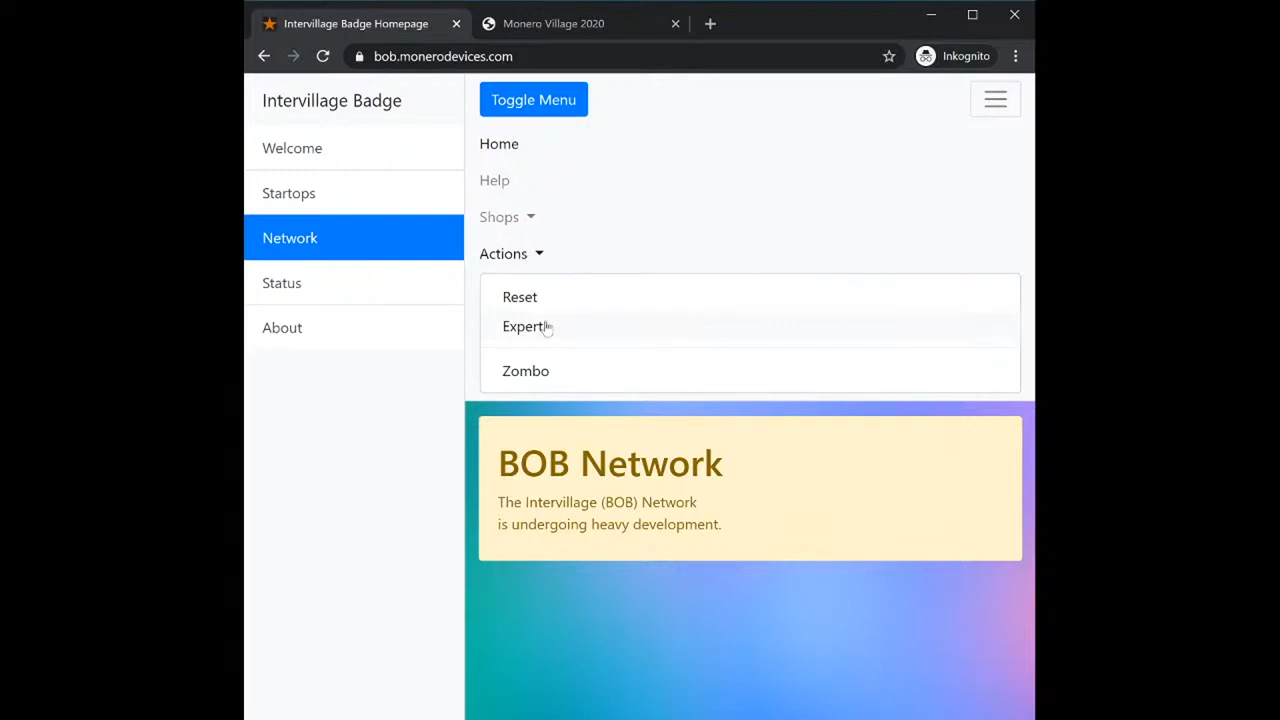 Intervillage Badge Homepage
Monero Village 2020
bob.monerodevices.com
Inkognito
Intervillage Badge
Welcome
Startops
Network
Status
About
Toggle Menu
Home
Help
Shops
Actions
Reset
Expert
Zombo
BOB Network
The Intervillage (BOB) Network
is undergoing heavy development.